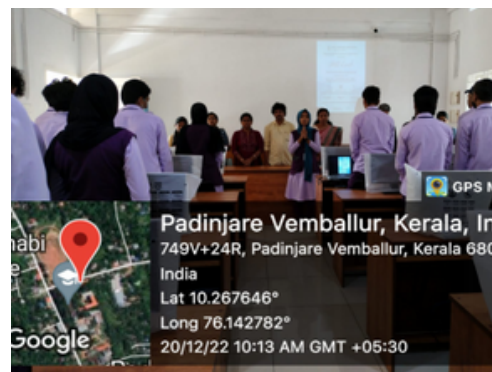 GPS M
Padinjare Vemballur, Kerala, In
749V+24R, Padinjare Vemballur, Kerala 680
India
Lat 10.267646°
Long 76.142782°
20/12/22 10:13 AM GMT +05:30
nabi
e
Google